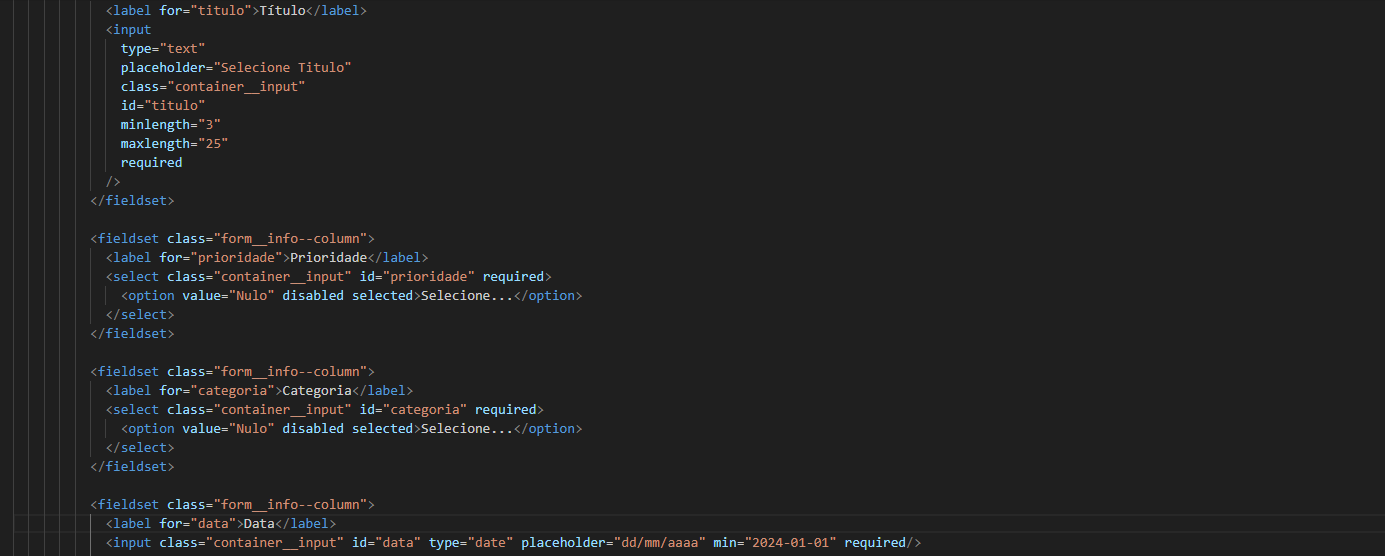 <label for="titulo">Título</label>
<input
type="text"
placeholder="Selecione Titulo"
class="container__input"
id="titulo"
minlength="3"
maxlength="25"
required
/>
</fieldset>
<fieldset class="form__info--column">
<label for="prioridade">Prioridade</label>
<select class="container__input" id="prioridade" required>
<option value="Nulo" disabled selected>Selecione...</option>
</select>
</fieldset>
<fieldset class="form__info--column">
<label for="categoria">Categoria</label>
<select class="container__input" id="categoria" required>
<option value="Nulo" disabled selected>Selecione...</option>
</select>
</fieldset>
<fieldset class="form__info--column">
<label for="data">Data</label>
<input class="container__input" id="data" type="date" placeholder="dd/mm/aaaa" min="2024-01-01" required/>